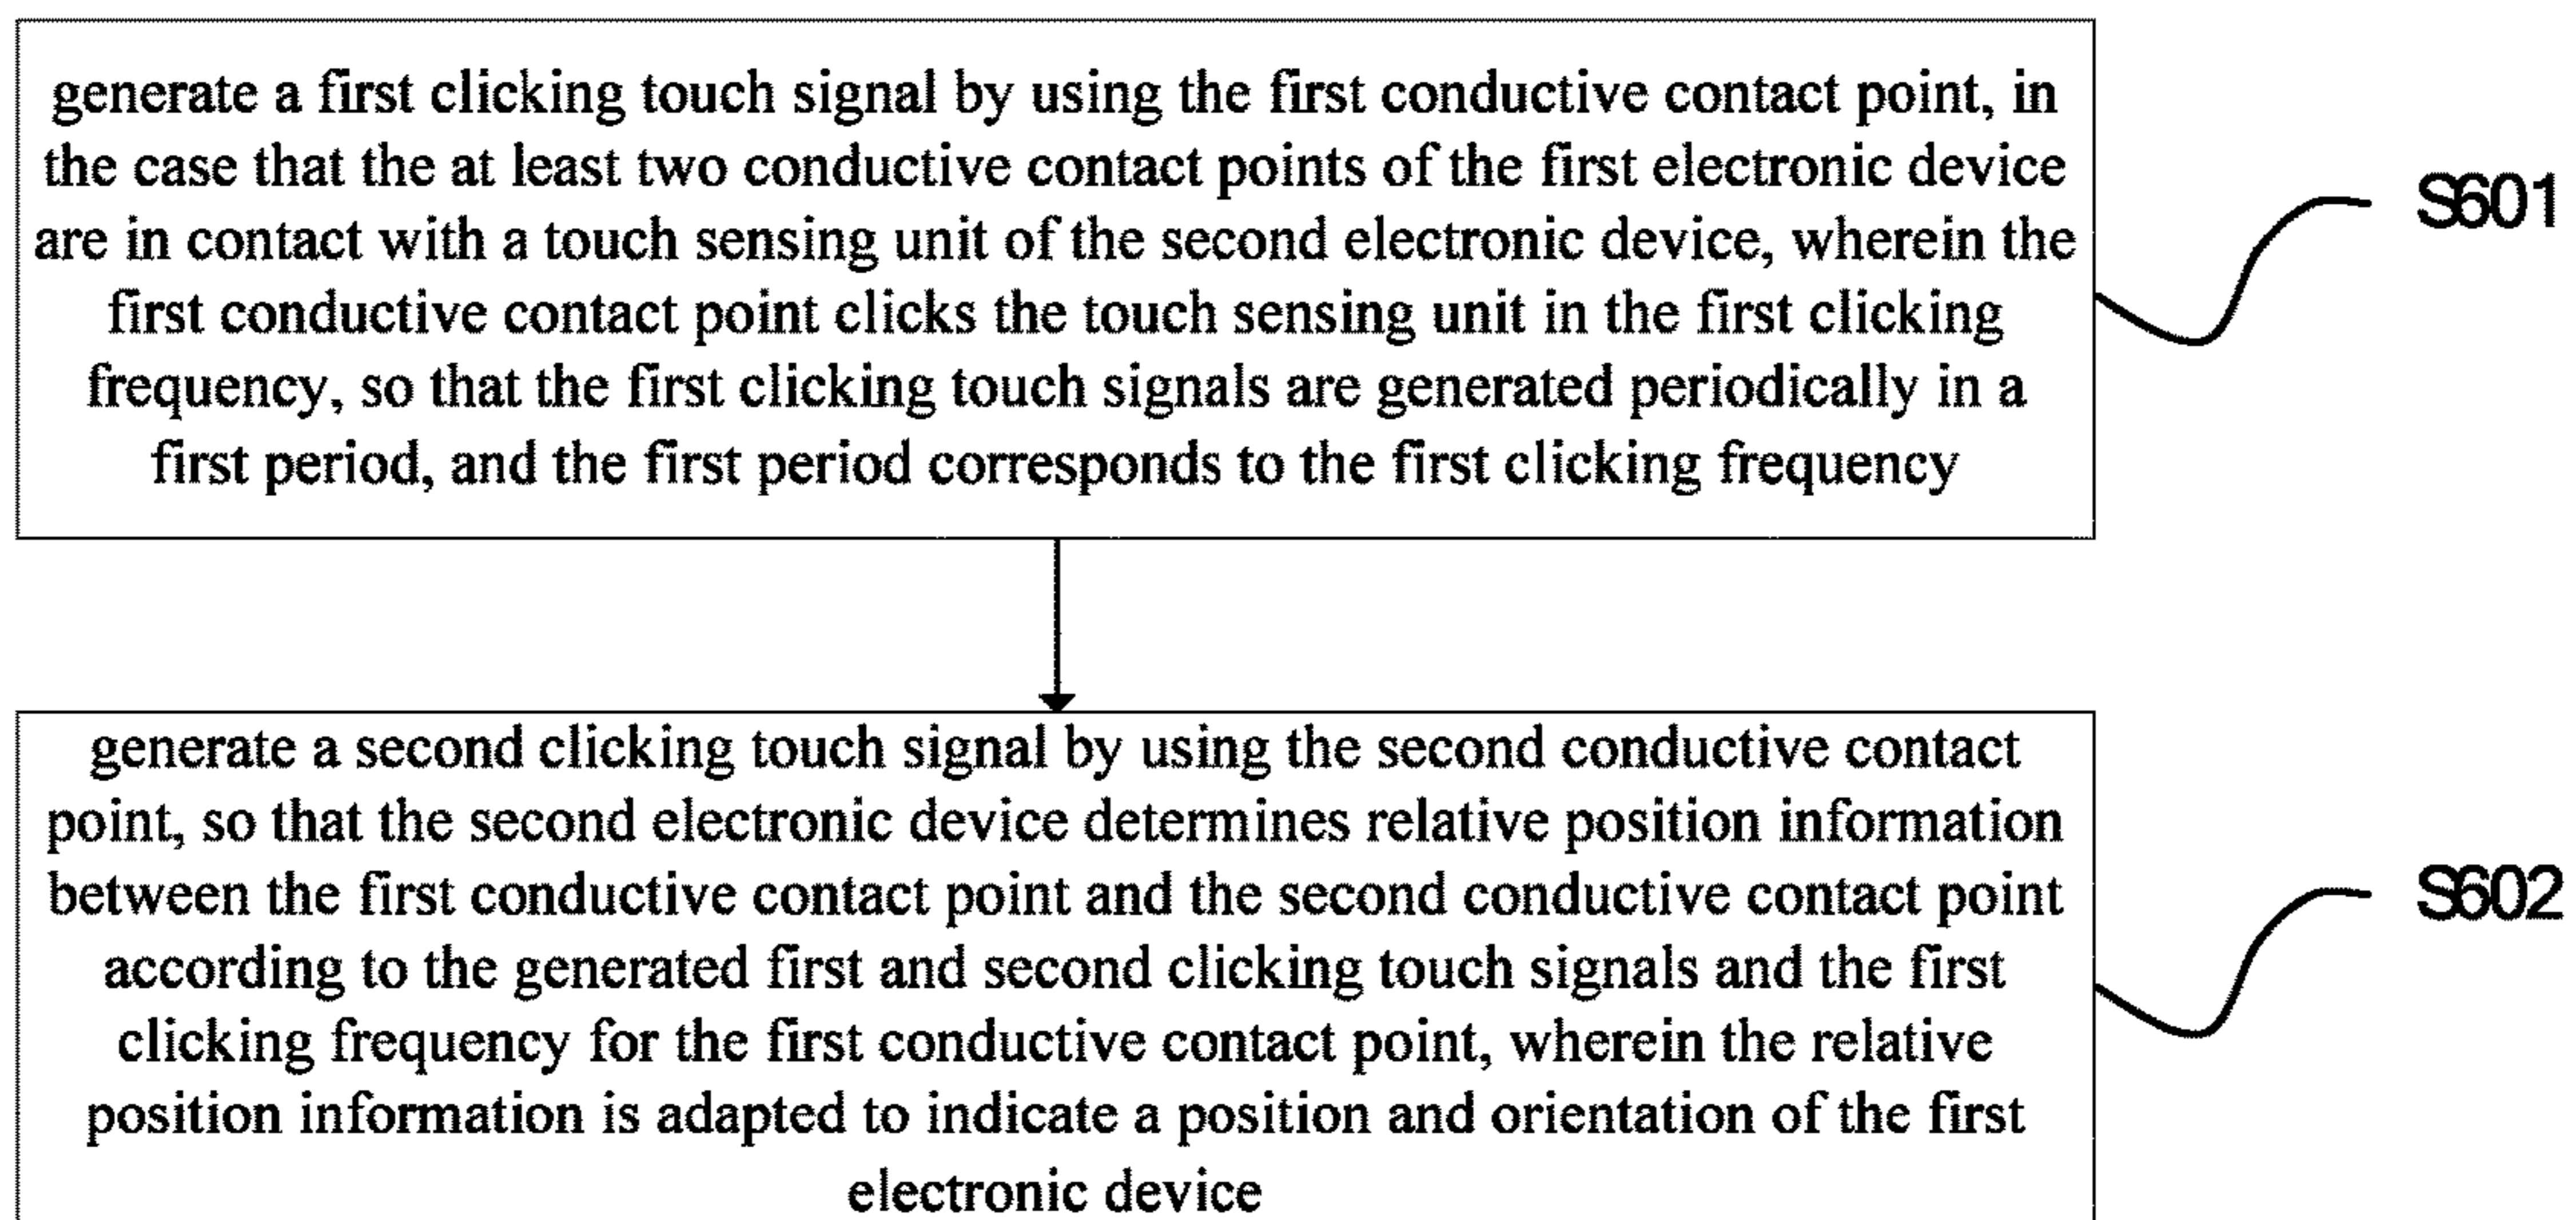 generate a first clicking touch signal by using the first conductive contact point, in
the case that the at least two conductive contact points of the first electronic device
are in contact with a touch sensing unit of the second electronic device, wherein the
first conductive contact point clicks the touch sensing unit in the first clicking
frequency, so that the first clicking touch signals are generated periodically in a
first period, and the first period corresponds to the first clicking frequency
S601
generate a second clicking touch signal by using the second conductive contact
point, so that the second electronic device determines relative position information
between the first conductive contact point and the second conductive contact point
according to the generated first and second clicking touch signals and the first
clicking frequency for the first conductive contact point, wherein the relative
position information is adapted to indicate a position and orientation of the first
electronic device
S602